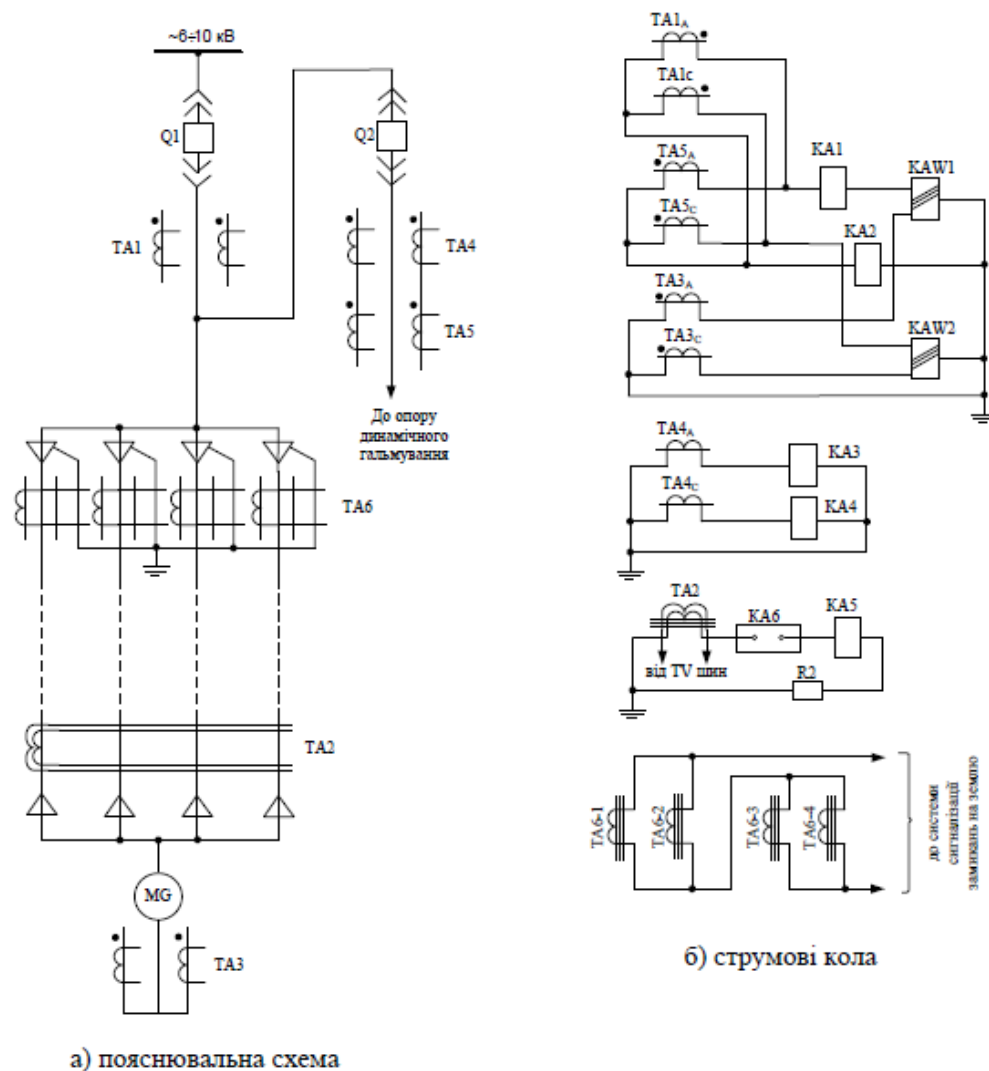 ~6÷10 кВ
Q1
Q2
TA1
TA4
TA5
До опору
динамічного
гальмування
TA6
TA2
MG
TA3
а) пояснювальна схема
TA1A
TA1c
TA5A
TA5C
KA1
KAW1
KA2
TA3A
TA3C
KAW2
TA4A
KA3
TA4C
KA4
TA2
KA6
KA5
від TV шин
R2
TA6-1
TA6-2
TA6-3
TA6-4
до системи
сигналізації
замикань на землю
б) струмові кола